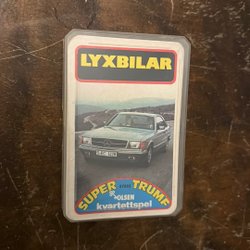 LYXBILAR
SUPER TRUMF
OLSEN
kvartettspel